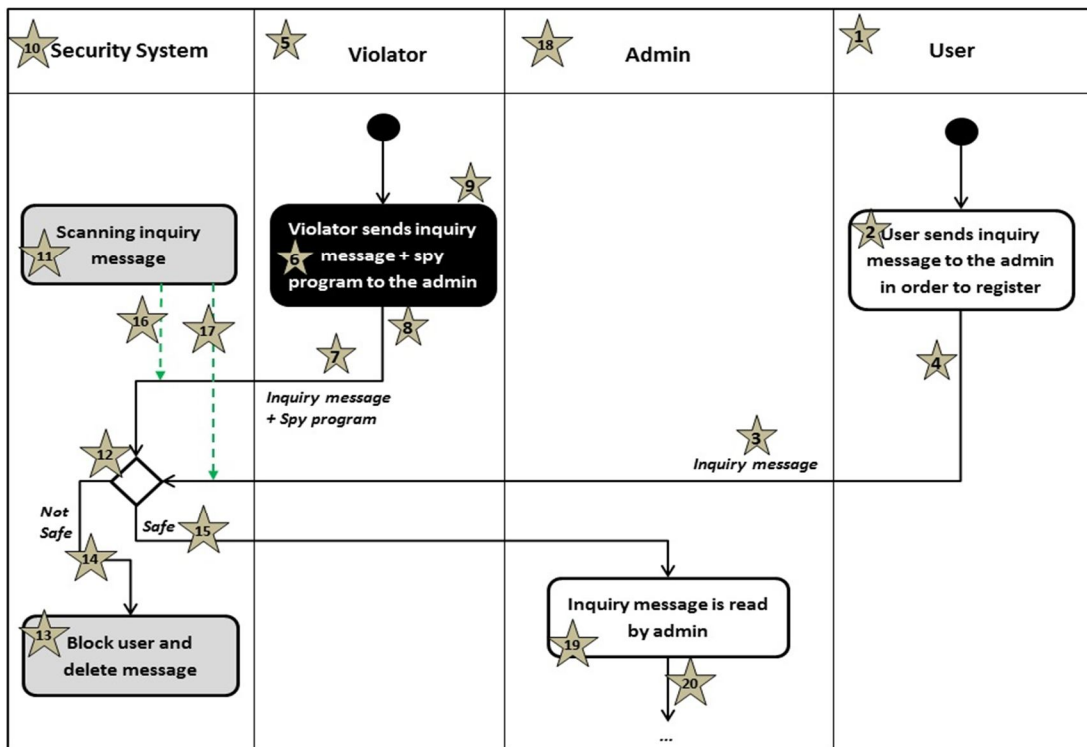 10 Security System
5 Violator
18 Admin
1 User
9
Scanning inquiry
11 message
Violator sends inquiry
6 message + spy
program to the admin
2 User sends inquiry
message to the admin
in order to register
16
17
8
7
4
Inquiry message
+ Spy program
3
Inquiry message
12
Not
Safe
Safe
15
14
Inquiry message is read
by admin
19
13
Block user and
delete message
20
...